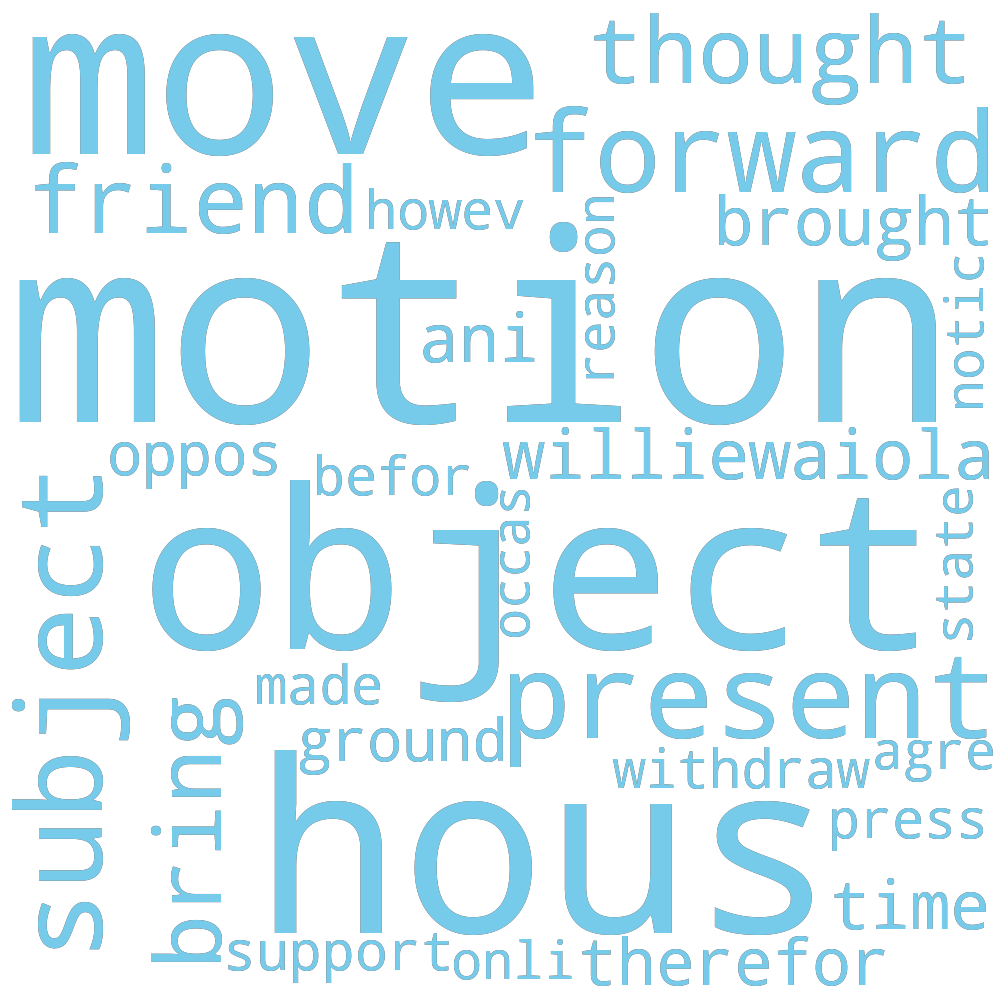 move
thought
forward
friend
howev
brought
reason
motion
ani
notic
oppos
befor
williewaiola
subject
object
occas
state
made
present
bring
ground
withdraw
agre
hous
press
time
support
onli
therefor